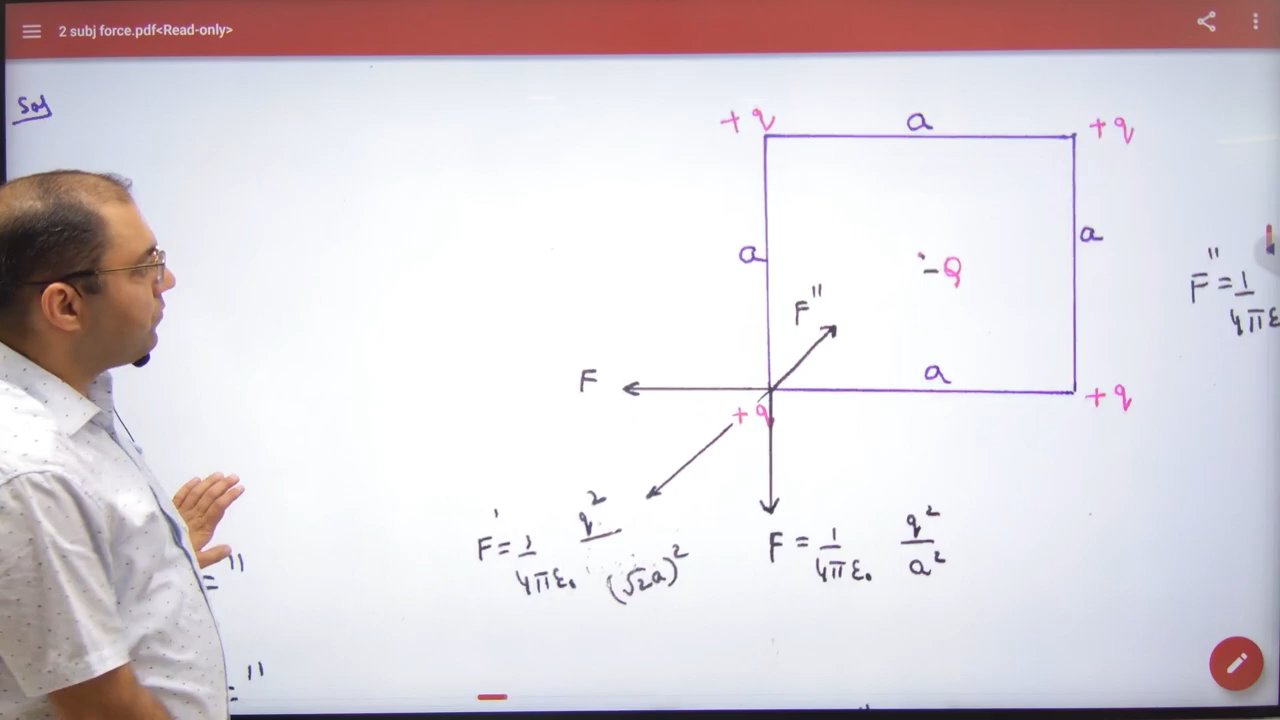 2 subj force.pdf<Read-only>
Sol
+q a +q
a a
-Q
F"
F"=1/4πε
F a
+q +q
F'=1/4πε₀ q²/(√2a)²
F = 1/4πε₀ q²/a²
="
="